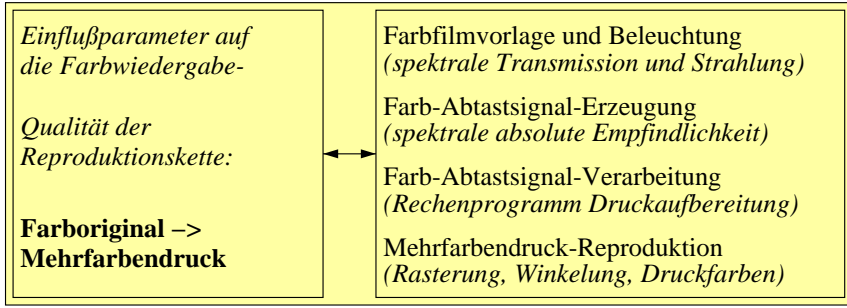 Einflußparameter auf
die Farbwiedergabe-
Qualität der
Reproduktionskette:
Farboriginal –>
Mehrfarbendruck
Farbfilmvorlage und Beleuchtung
(spektrale Transmission und Strahlung)
Farb-Abtastsignal-Erzeugung
(spektrale absolute Empfindlichkeit)
Farb-Abtastsignal-Verarbeitung
(Rechenprogramm Druckaufbereitung)
Mehrfarbendruck-Reproduktion
(Rasterung, Winkelung, Druckfarben)